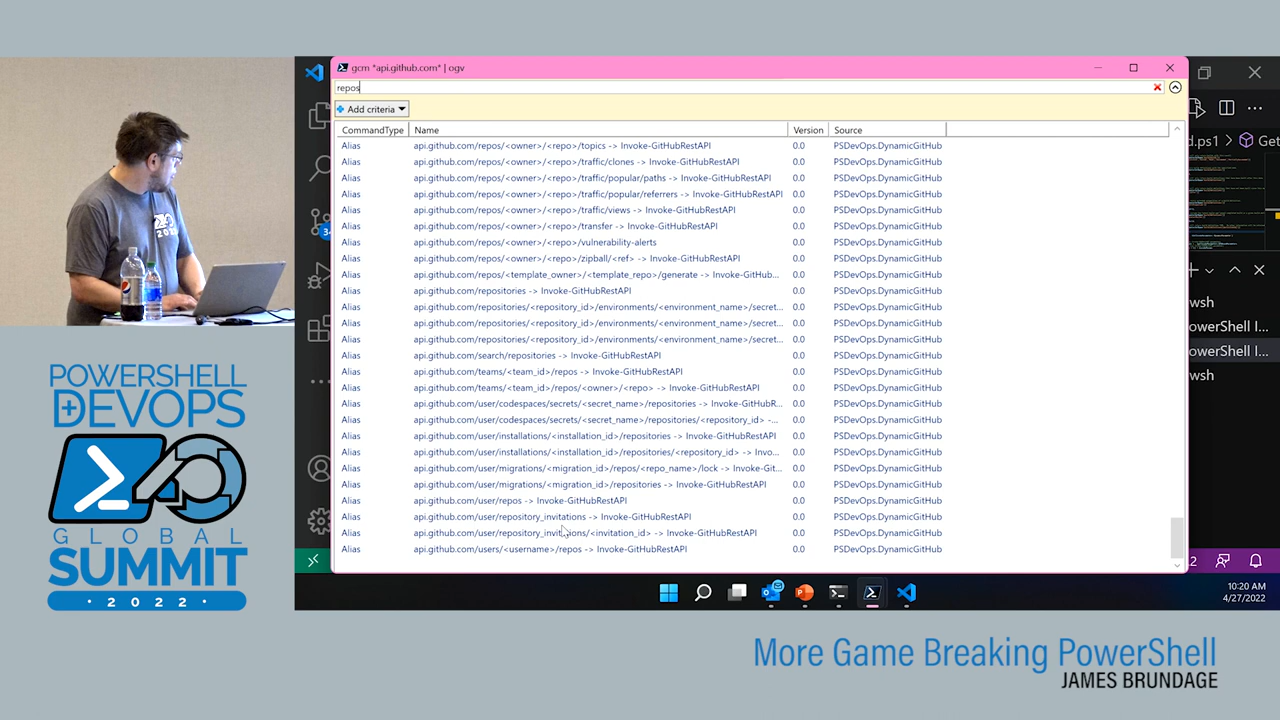 gcm *api.github.com* | ogv
repos
Add criteria
CommandType Name Version Source
Alias api.github.com/repos/<owner>/<repo>/topics -> Invoke-GitHubRestAPI 0.0 PSDevOps.DynamicGitHub
Alias api.github.com/repos/<owner>/<repo>/traffic/clones -> Invoke-GitHubRestAPI 0.0 PSDevOps.DynamicGitHub
Alias api.github.com/repos/<owner>/<repo>/traffic/popular/paths -> Invoke-GitHubRestAPI 0.0 PSDevOps.DynamicGitHub
Alias api.github.com/repos/<owner>/<repo>/traffic/popular/referrers -> Invoke-GitHubRestAPI 0.0 PSDevOps.DynamicGitHub
Alias api.github.com/repos/<owner>/<repo>/traffic/views -> Invoke-GitHubRestAPI 0.0 PSDevOps.DynamicGitHub
Alias api.github.com/repos/<owner>/<repo>/transfer -> Invoke-GitHubRestAPI 0.0 PSDevOps.DynamicGitHub
Alias api.github.com/repos/<owner>/<repo>/vulnerability-alerts 0.0 PSDevOps.DynamicGitHub
Alias api.github.com/repos/<owner>/<repo>/zipball/<ref> -> Invoke-GitHubRestAPI 0.0 PSDevOps.DynamicGitHub
Alias api.github.com/repos/<template_owner>/<template_repo>/generate -> Invoke-GitHub... 0.0 PSDevOps.DynamicGitHub
Alias api.github.com/repositories -> Invoke-GitHubRestAPI 0.0 PSDevOps.DynamicGitHub
Alias api.github.com/repositories/<repository_id>/environments/<environment_name>/secret... 0.0 PSDevOps.DynamicGitHub
Alias api.github.com/repositories/<repository_id>/environments/<environment_name>/secret... 0.0 PSDevOps.DynamicGitHub
Alias api.github.com/repositories/<repository_id>/environments/<environment_name>/secret... 0.0 PSDevOps.DynamicGitHub
Alias api.github.com/search/repositories -> Invoke-GitHubRestAPI 0.0 PSDevOps.DynamicGitHub
Alias api.github.com/teams/<team_id>/repos -> Invoke-GitHubRestAPI 0.0 PSDevOps.DynamicGitHub
Alias api.github.com/teams/<team_id>/repos/<owner>/<repo> -> Invoke-GitHubRestAPI 0.0 PSDevOps.DynamicGitHub
Alias api.github.com/user/codespaces/secrets/<secret_name>/repositories -> Invoke-GitHubR... 0.0 PSDevOps.DynamicGitHub
Alias api.github.com/user/codespaces/secrets/<secret_name>/repositories/<repository_id> -... 0.0 PSDevOps.DynamicGitHub
Alias api.github.com/user/installations/<installation_id>/repositories -> Invoke-GitHubRestAPI 0.0 PSDevOps.DynamicGitHub
Alias api.github.com/user/installations/<installation_id>/repositories/<repository_id> -> Invo... 0.0 PSDevOps.DynamicGitHub
Alias api.github.com/user/migrations/<migration_id>/repos/<repo_name>/lock -> Invoke-Git... 0.0 PSDevOps.DynamicGitHub
Alias api.github.com/user/migrations/<migration_id>/repositories -> Invoke-GitHubRestAPI 0.0 PSDevOps.DynamicGitHub
Alias api.github.com/user/repos -> Invoke-GitHubRestAPI 0.0 PSDevOps.DynamicGitHub
Alias api.github.com/user/repository_invitations -> Invoke-GitHubRestAPI 0.0 PSDevOps.DynamicGitHub
Alias api.github.com/user/repository_invitations/<invitation_id> -> Invoke-GitHubRestAPI 0.0 PSDevOps.DynamicGitHub
Alias api.github.com/users/<username>/repos -> Invoke-GitHubRestAPI 0.0 PSDevOps.DynamicGitHub
.ps1
Get
wsh
owerShell I...
owerShell I...
wsh
10:20 AM
4/27/2022
POWERSHELL
DEVOPS
GLOBAL
SUMMIT
· 2022 ·
More Game Breaking PowerShell
JAMES BRUNDAGE